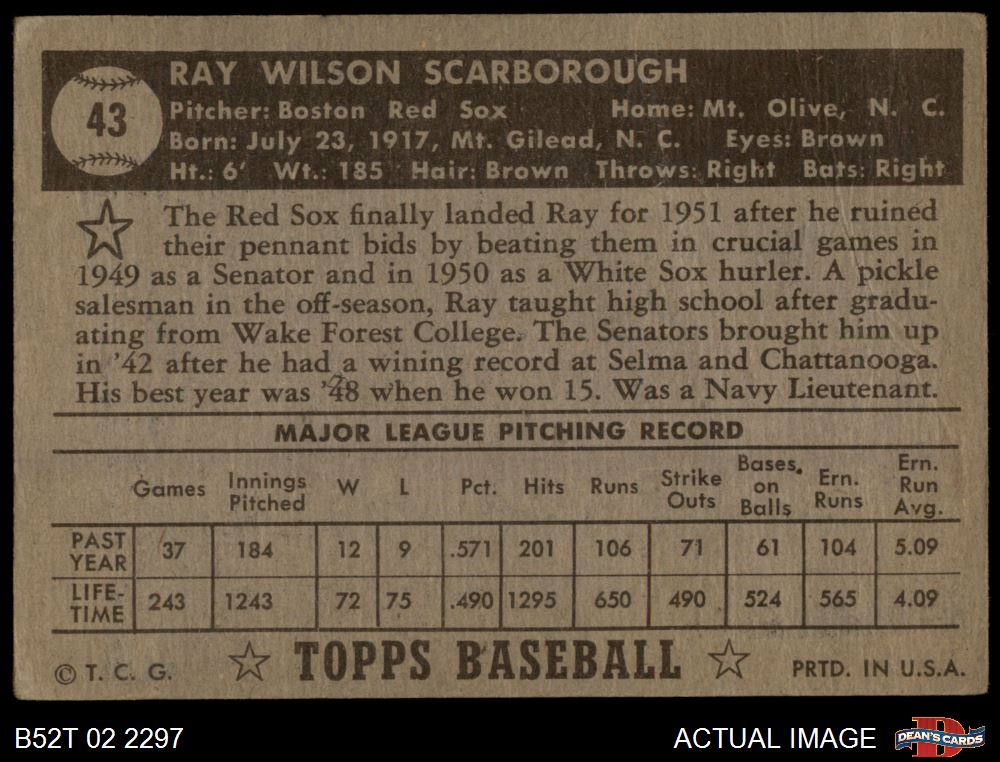 43
RAY WILSON SCARBOROUGH
Pitcher: Boston Red Sox Home: Mt. Olive, N. C.
Born: July 23, 1917, Mt. Gilead, N. C. Eyes: Brown
Ht.: 6' Wt.: 185 Hair: Brown Throws: Right Bats: Right
The Red Sox finally landed Ray for 1951 after he ruined
their pennant bids by beating them in crucial games in
1949 as a Senator and in 1950 as a White Sox hurler. A pickle
salesman in the off-season, Ray taught high school after gradu-
ating from Wake Forest College. The Senators brought him up
in '42 after he had a wining record at Selma and Chattanooga.
His best year was '48 when he won 15. Was a Navy Lieutenant.
MAJOR LEAGUE PITCHING RECORD
Games Innings Pitched W L Pct. Hits Runs Strike Outs Bases on Balls Ern. Runs Ern. Run Avg.
PAST YEAR 37 184 12 9 .571 201 106 71 61 104 5.09
LIFE-TIME 243 1243 72 75 .490 1295 650 490 524 565 4.09
© T. C. G. TOPPS BASEBALL PRTD. IN U.S.A.
B52T 02 2297 ACTUAL IMAGE DEAN'S CARDS